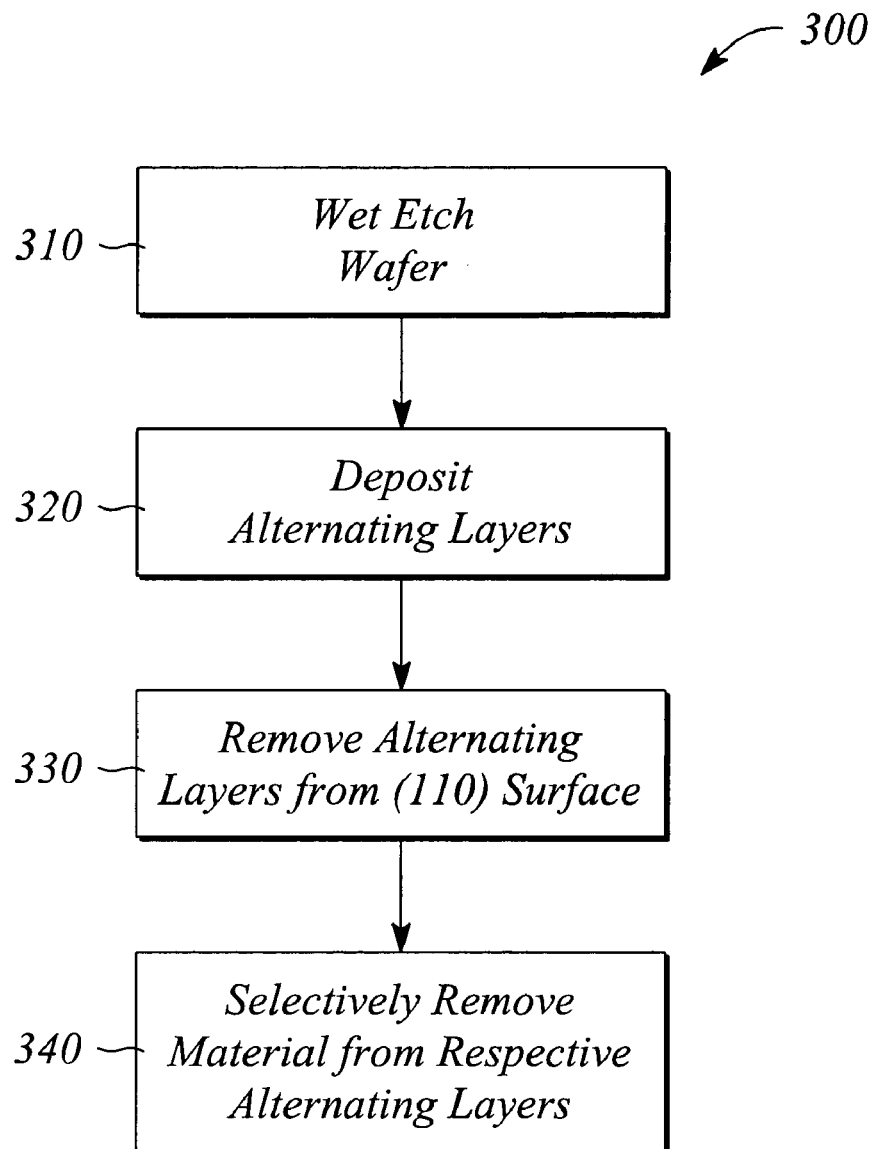 300
310
Wet Etch
Wafer
320
Deposit
Alternating Layers
330
Remove Alternating
Layers from (110) Surface
340
Selectively Remove
Material from Respective
Alternating Layers